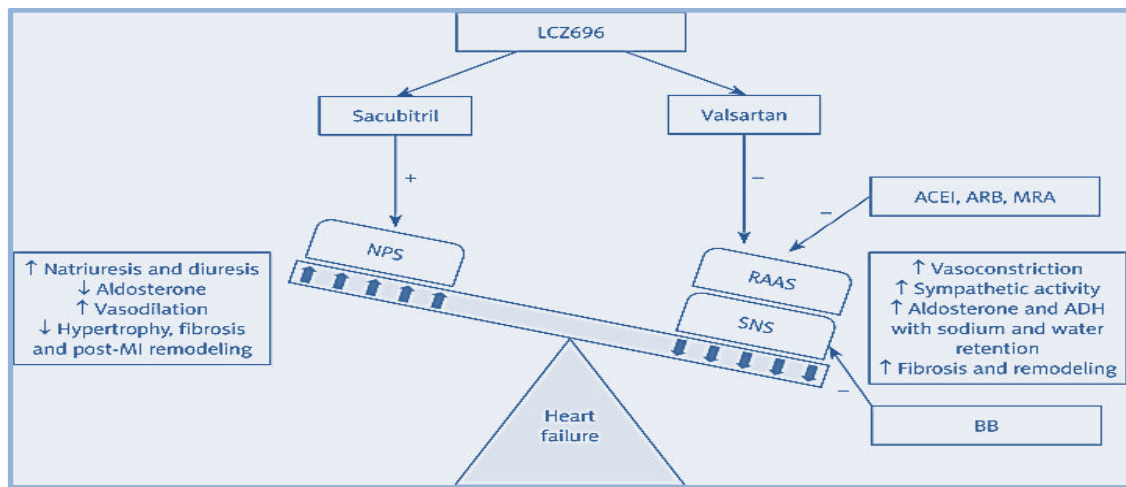 LCZ696
Sacubitril
Valsartan
+
−
−
ACEI, ARB, MRA
NPS
RAAS
SNS
↑ Natriuresis and diuresis
↓ Aldosterone
↑ Vasodilation
↓ Hypertrophy, fibrosis
and post-MI remodeling
↑ Vasoconstriction
↑ Sympathetic activity
↑ Aldosterone and ADH
with sodium and water
retention
↑ Fibrosis and remodeling
−
BB
Heart
failure